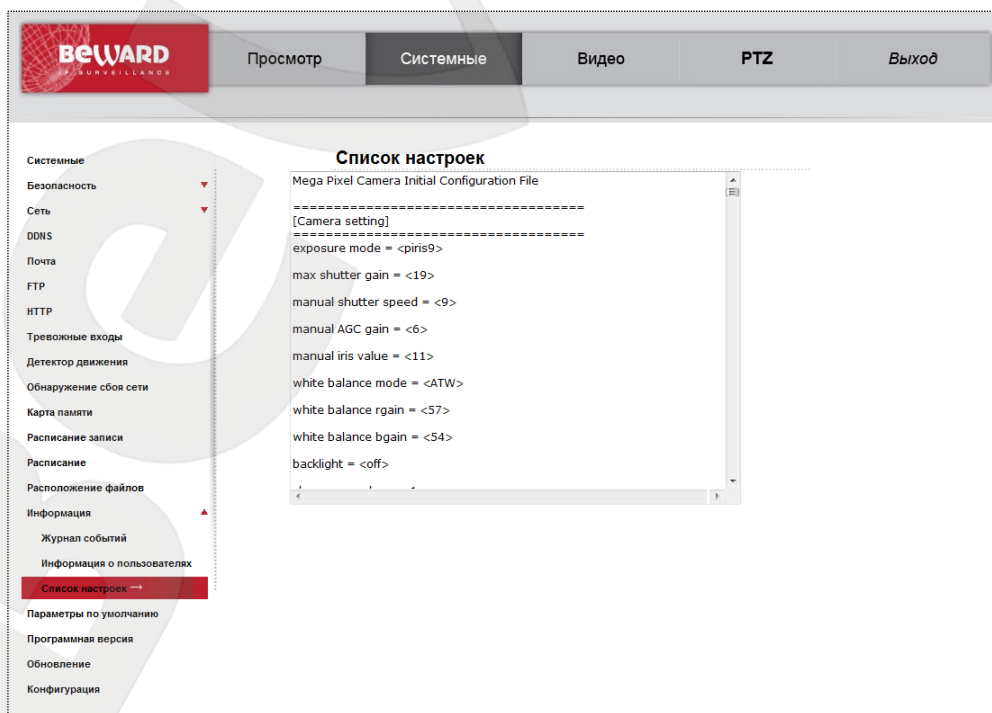 BEWARD
IP SURVEILLANCE
Просмотр
Системные
Видео
PTZ
Выход
Системные
Безопасность
Сеть
DDNS
Почта
FTP
HTTP
Тревожные входы
Детектор движения
Обнаружение сбоя сети
Карта памяти
Расписание записи
Расписание
Расположение файлов
Информация
Журнал событий
Информация о пользователях
Список настроек →
Параметры по умолчанию
Программная версия
Обновление
Конфигурация
Список настроек
Mega Pixel Camera Initial Configuration File
====================================
[Camera setting]
====================================
exposure mode = <piris9>
max shutter gain = <19>
manual shutter speed = <9>
manual AGC gain = <6>
manual iris value = <11>
white balance mode = <ATW>
white balance rgain = <57>
white balance bgain = <54>
backlight = <off>